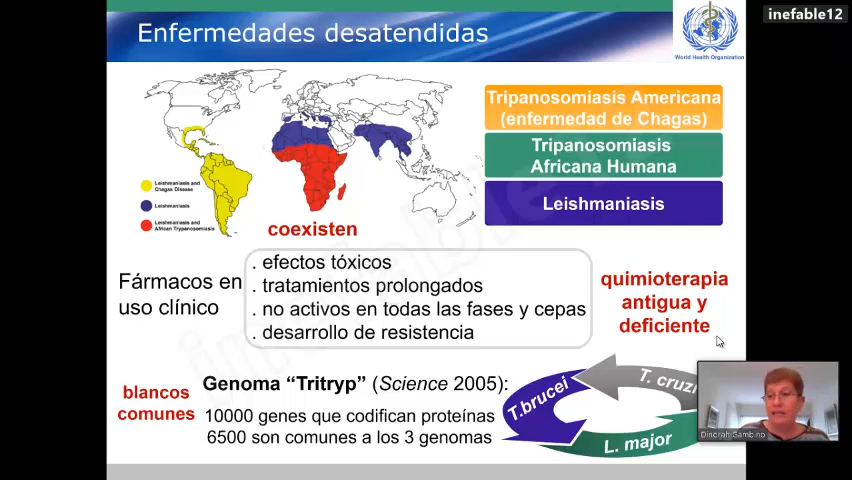 inefable12
Enfermedades desatendidas
World Health Organization
Tripanosomiasis Americana
(enfermedad de Chagas)
Tripanosomiasis
Africana Humana
Leishmaniasis
Leishmaniasis and
Chagas Disease
Leishmaniasis
Leishmaniasis and
African Trypanosomiasis
coexisten
Fármacos en
uso clínico
. efectos tóxicos
. tratamientos prolongados
. no activos en todas las fases y cepas
. desarrollo de resistencia
quimioterapia
antigua y
deficiente
blancos
comunes
Genoma “Tritryp” (Science 2005):
10000 genes que codifican proteínas
6500 son comunes a los 3 genomas
T.brucei
T. cruzi
L. major
Dinorah Gambino